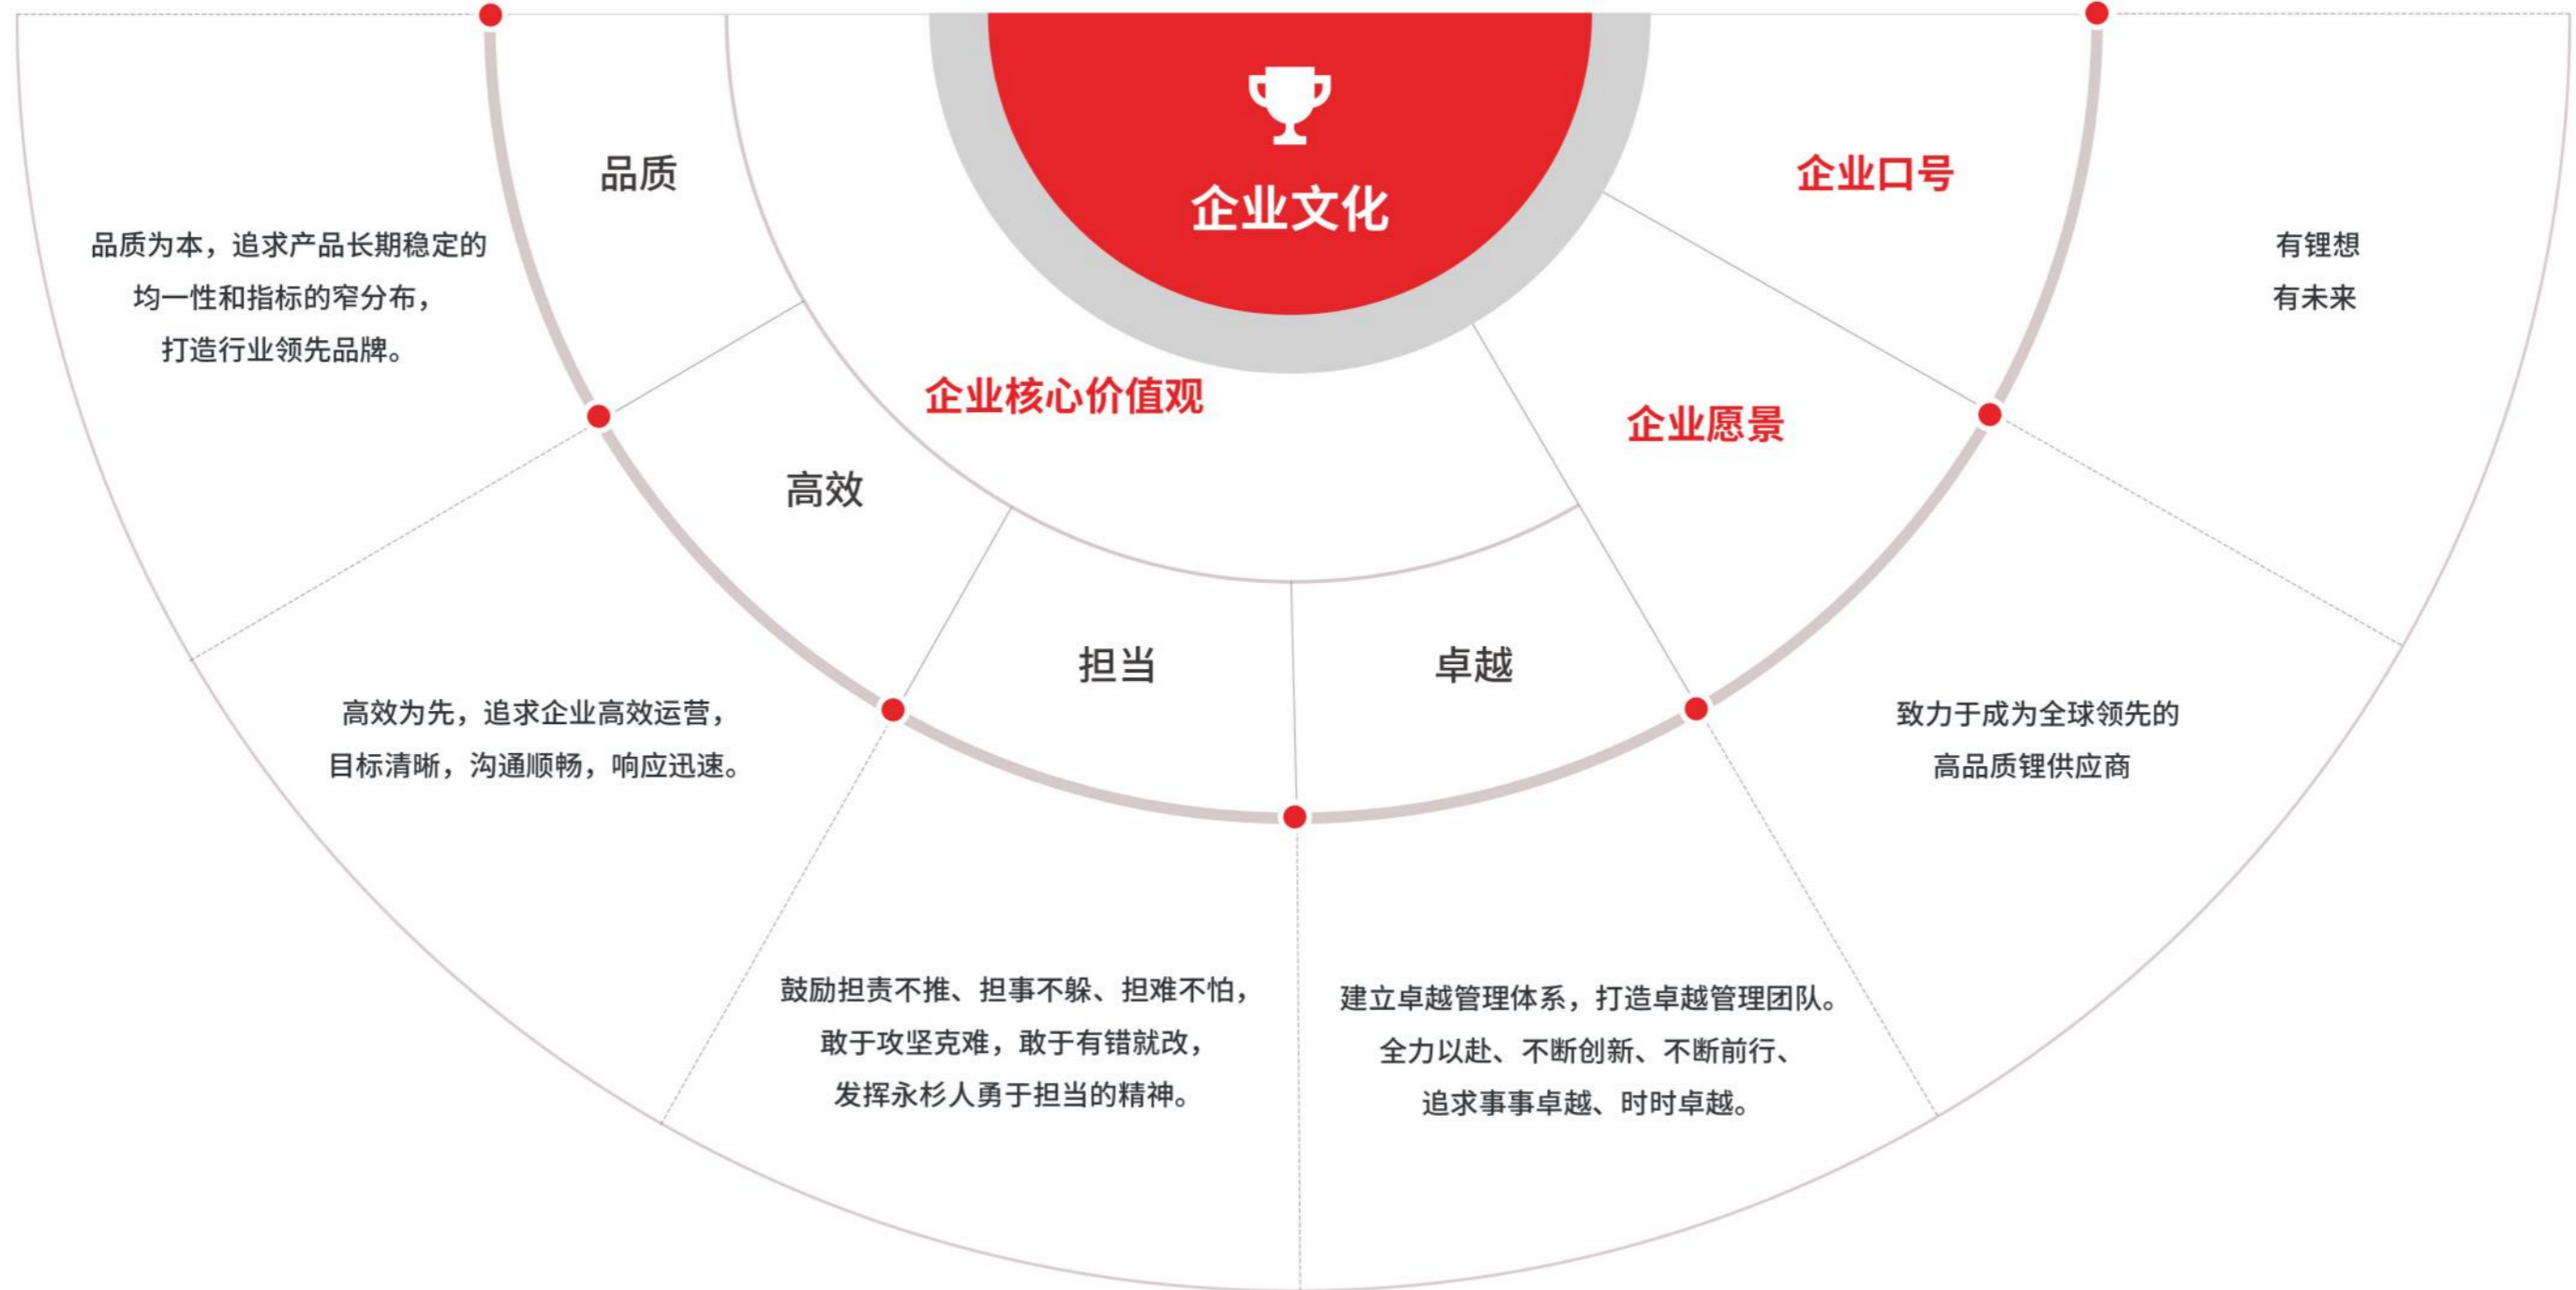 企业文化
企业核心价值观
品质
品质为本，追求产品长期稳定的
均一性和指标的窄分布，
打造行业领先品牌。
高效
高效为先，追求企业高效运营，
目标清晰，沟通顺畅，响应迅速。
担当
鼓励担责不推、担事不躲、担难不怕，
敢于攻坚克难，敢于有错就改，
发挥永杉人勇于担当的精神。
卓越
建立卓越管理体系，打造卓越管理团队。
全力以赴、不断创新、不断前行、
追求事事卓越、时时卓越。
企业愿景
致力于成为全球领先的
高品质锂供应商
企业口号
有锂想
有未来